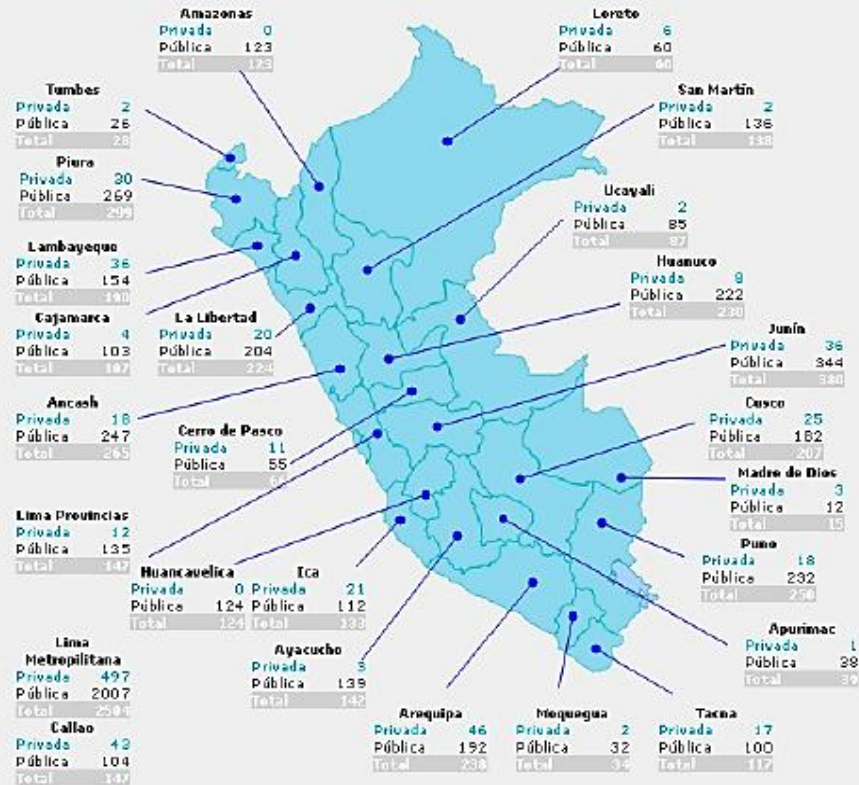 Amazonas
Privada 0
Pública 123
Total 123
Loreto
Privada 6
Pública 60
Total 60
Tumbes
Privada 2
Pública 26
Total 28
San Martín
Privada 2
Pública 136
Total 138
Piura
Privada 30
Pública 269
Total 299
Ucayali
Privada 2
Pública 85
Total 87
Lambayeque
Privada 36
Pública 154
Total 190
Huanuco
Privada 8
Pública 222
Total 230
Cajamarca
Privada 4
Pública 103
Total 107
La Libertad
Privada 20
Pública 204
Total 224
Junín
Privada 36
Pública 344
Total 380
Ancash
Privada 18
Pública 247
Total 265
Cerro de Pasco
Privada 11
Pública 55
Total 66
Cusco
Privada 25
Pública 182
Total 207
Madre de Dios
Privada 3
Pública 12
Total 15
Lima Provincias
Privada 12
Pública 135
Total 147
Huancavelica
Privada 0
Pública 124
Total 124
Ica
Privada 21
Pública 112
Total 133
Puno
Privada 18
Pública 232
Total 250
Lima
Metropilitana
Privada 497
Pública 2007
Total 2504
Ayacucho
Privada 3
Pública 139
Total 142
Apurimac
Privada 1
Pública 38
Total 39
Callao
Privada 43
Pública 104
Total 147
Arequipa
Privada 46
Pública 192
Total 238
Moquegua
Privada 2
Pública 32
Total 34
Tacna
Privada 17
Pública 100
Total 117